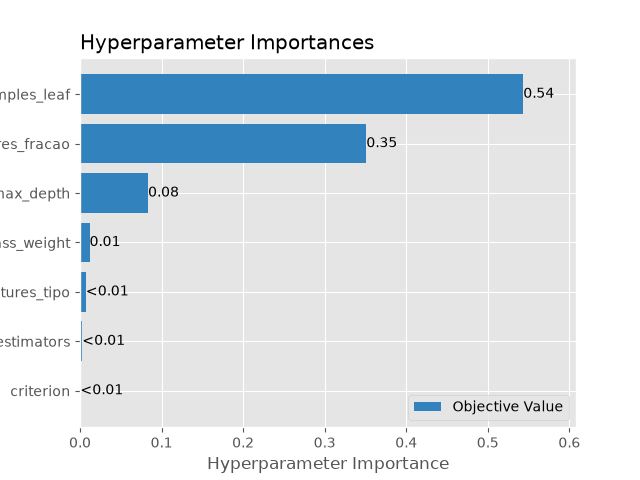 Hyperparameter Importances
mples_leaf 0.54
res_fracao 0.35
max_depth 0.08
ass_weight 0.01
tures_tipo <0.01
estimators <0.01
criterion <0.01
Objective Value
0.0 0.1 0.2 0.3 0.4 0.5 0.6
Hyperparameter Importance